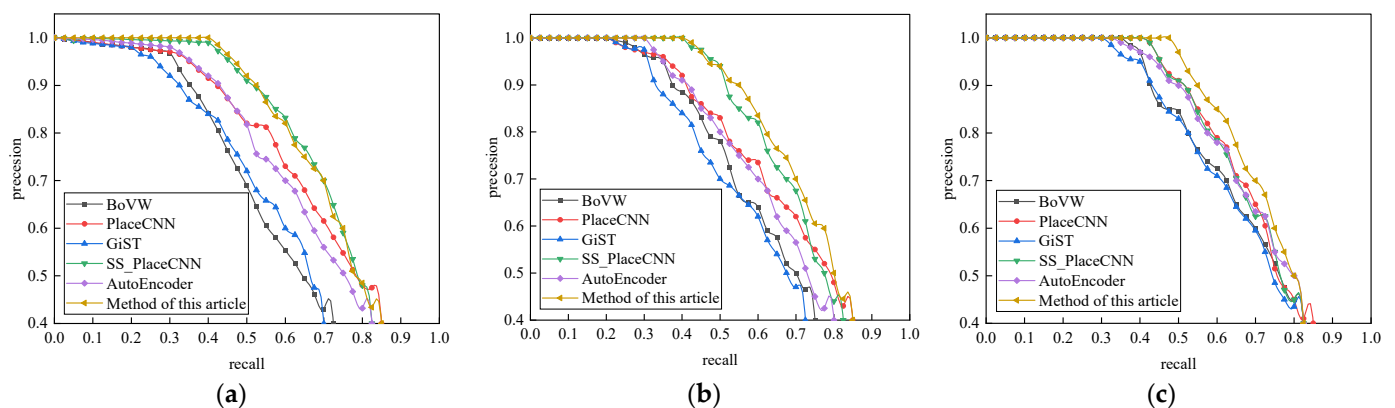 1.0
0.9
0.8
0.7
0.6
0.5
0.4
precesion
BoVW
PlaceCNN
GiST
SS_PlaceCNN
AutoEncoder
Method of this article
0.0 0.1 0.2 0.3 0.4 0.5 0.6 0.7 0.8 0.9 1.0
recall
(a)
1.0
0.9
0.8
0.7
0.6
0.5
0.4
precesion
BoVW
PlaceCNN
GiST
SS_PlaceCNN
AutoEncoder
Method of this article
0.0 0.1 0.2 0.3 0.4 0.5 0.6 0.7 0.8 0.9 1.0
recall
(b)
1.0
0.9
0.8
0.7
0.6
0.5
0.4
precesion
BoVW
PlaceCNN
GiST
SS_PlaceCNN
AutoEncoder
Method of this article
0.0 0.1 0.2 0.3 0.4 0.5 0.6 0.7 0.8 0.9 1.0
recall
(c)